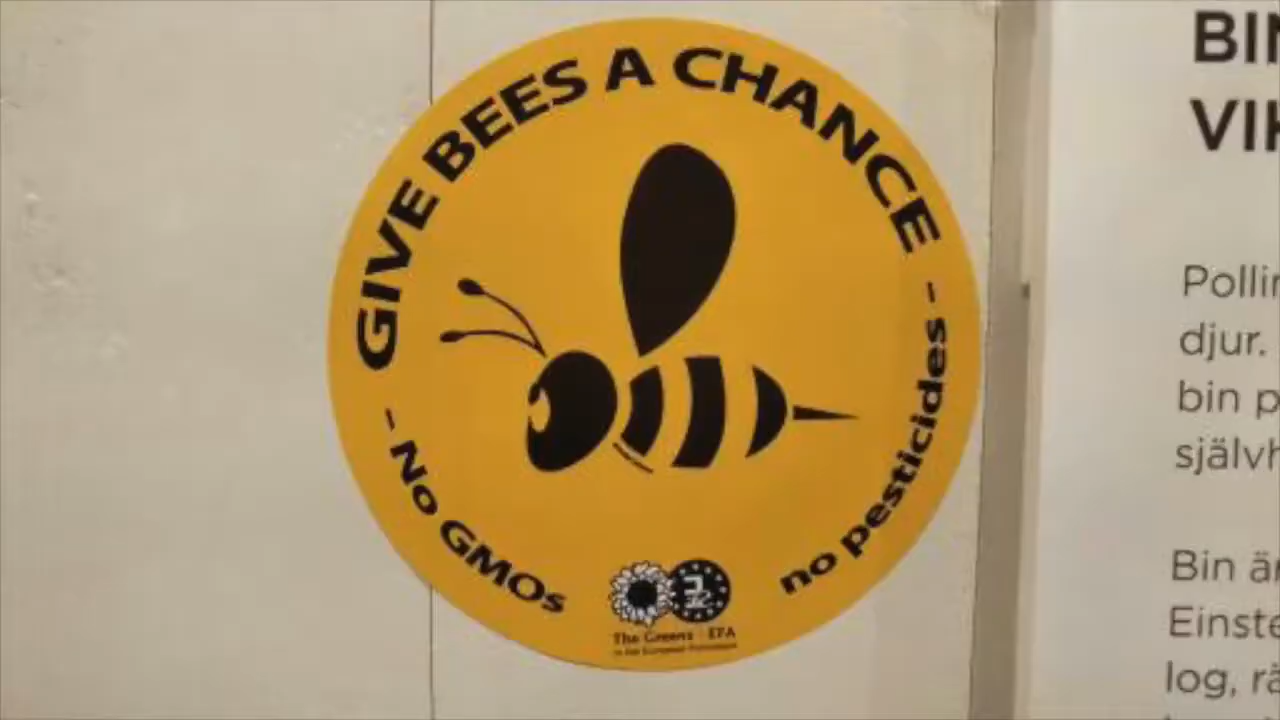 GIVE BEES A CHANCE
- No GMOs
no pesticides -
The Greens - EFA
in the European Parliament
BIN
VIK
Pollin
djur.
bin p
självh
Bin är
Einste
log, rä